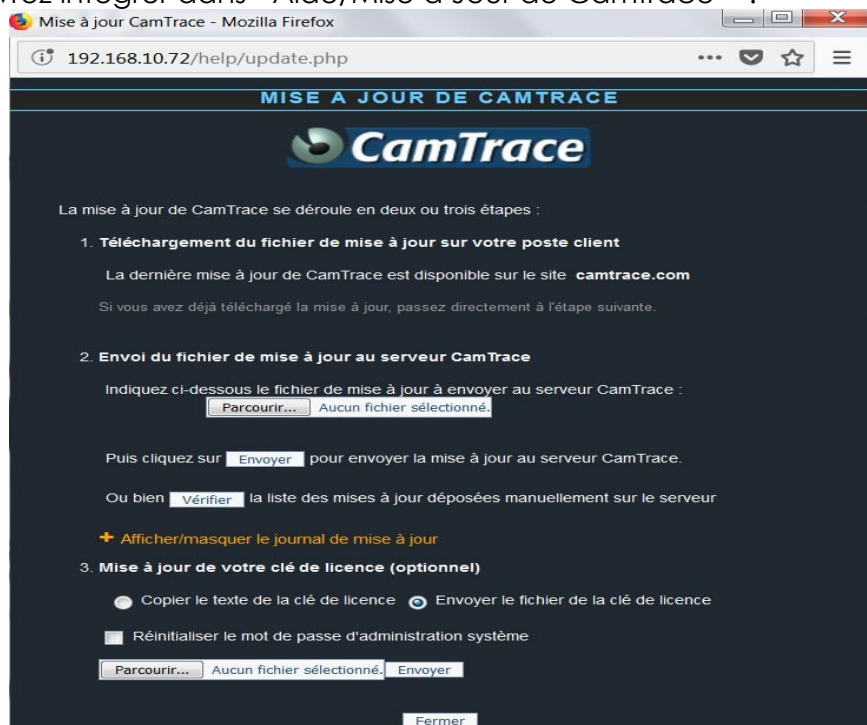 intégrer dans "Aide/Mise à Jour de CamTrace" :
Mise à jour CamTrace - Mozilla Firefox
192.168.10.72/help/update.php
MISE A JOUR DE CAMTRACE
CamTrace
La mise à jour de CamTrace se déroule en deux ou trois étapes :
1. Téléchargement du fichier de mise à jour sur votre poste client
La dernière mise à jour de CamTrace est disponible sur le site camtrace.com
Si vous avez déjà téléchargé la mise à jour, passez directement à l'étape suivante.
2. Envoi du fichier de mise à jour au serveur CamTrace
Indiquez ci-dessous le fichier de mise à jour à envoyer au serveur CamTrace :
Parcourir... Aucun fichier sélectionné.
Puis cliquez sur Envoyer pour envoyer la mise à jour au serveur CamTrace.
Ou bien Vérifier la liste des mises à jour déposées manuellement sur le serveur
+ Afficher/masquer le journal de mise à jour
3. Mise à jour de votre clé de licence (optionnel)
Copier le texte de la clé de licence Envoyer le fichier de la clé de licence
Réinitialiser le mot de passe d'administration système
Parcourir... Aucun fichier sélectionné. Envoyer
Fermer